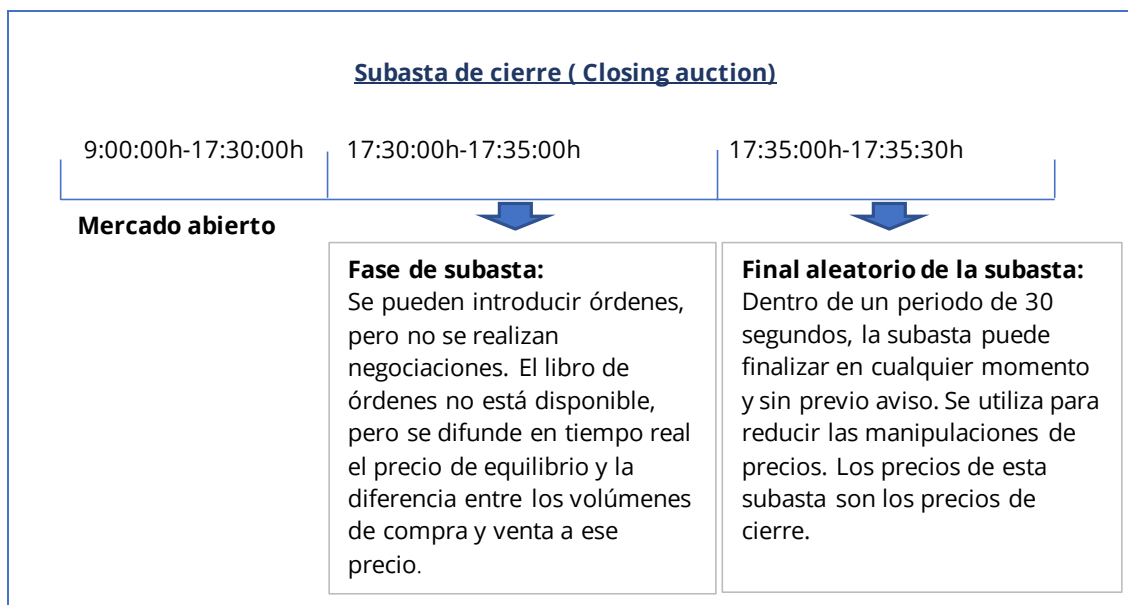 Subasta de cierre ( Closing auction)
9:00:00h-17:30:00h
17:30:00h-17:35:00h
17:35:00h-17:35:30h
Mercado abierto
Fase de subasta:
Se pueden introducir órdenes,
pero no se realizan
negociaciones. El libro de
órdenes no está disponible,
pero se difunde en tiempo real
el precio de equilibrio y la
diferencia entre los volúmenes
de compra y venta a ese
precio.
Final aleatorio de la subasta:
Dentro de un periodo de 30
segundos, la subasta puede
finalizar en cualquier momento
y sin previo aviso. Se utiliza para
reducir las manipulaciones de
precios. Los precios de esta
subasta son los precios de
cierre.